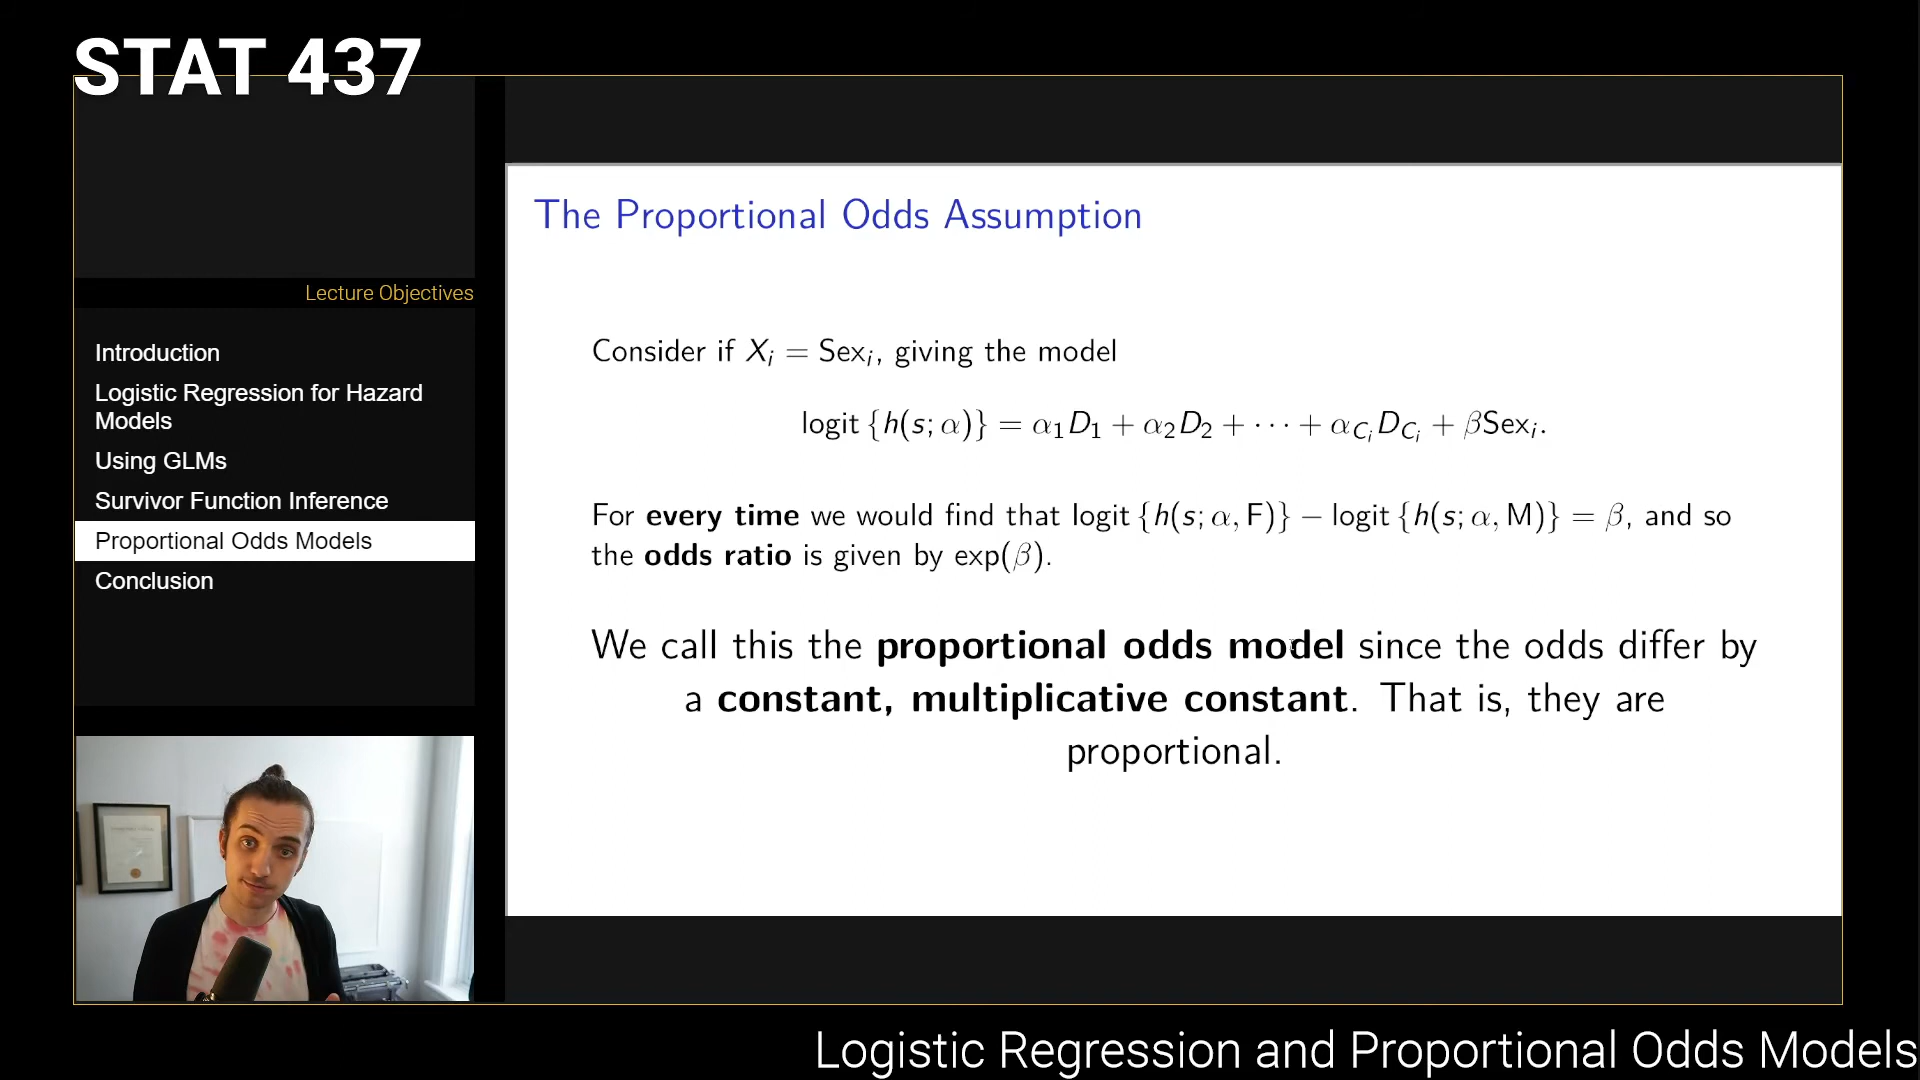 STAT 437
Lecture Objectives
Introduction
Logistic Regression for Hazard
Models
Using GLMs
Survivor Function Inference
Proportional Odds Models
Conclusion
The Proportional Odds Assumption
Consider if Xᵢ = Sexᵢ, giving the model
logit {h(s; α)} = α₁D₁ + α₂D₂ + ··· + α_{Cᵢ}D_{Cᵢ} + βSexᵢ.
For every time we would find that logit {h(s; α, F)} − logit {h(s; α, M)} = β, and so
the odds ratio is given by exp(β).
We call this the proportional odds model since the odds differ by
a constant, multiplicative constant. That is, they are
proportional.
Logistic Regression and Proportional Odds Models